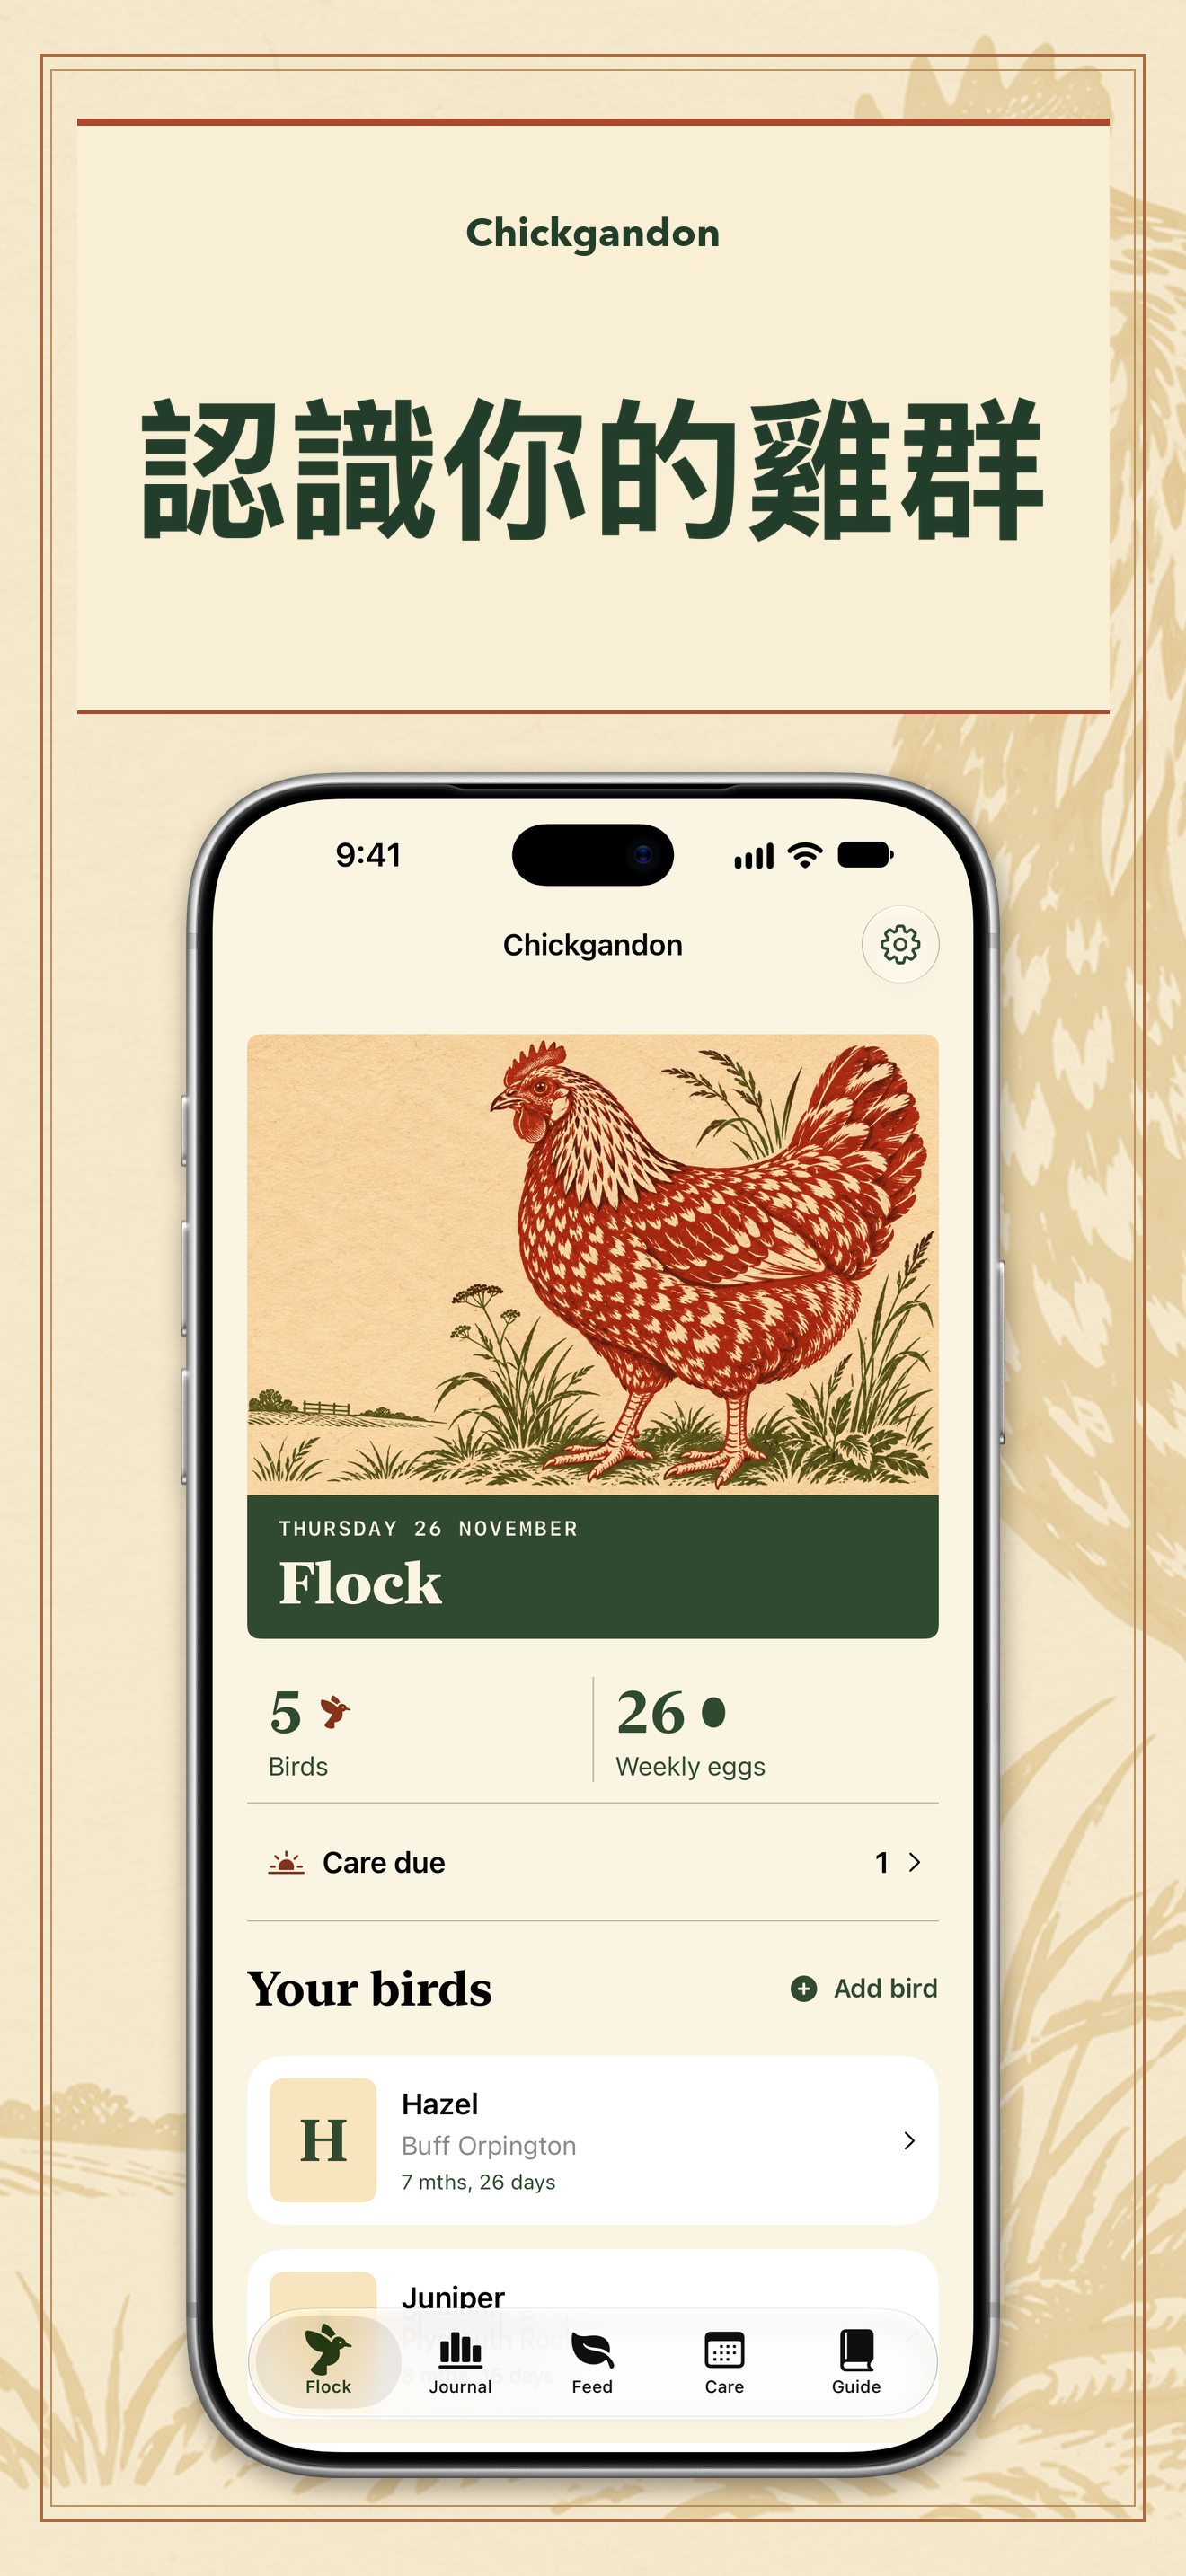 Chickgandon
認識你的雞群
9:41
Chickgandon
THURSDAY 26 NOVEMBER
Flock
5
26
Birds
Weekly eggs
Care due
1
Your birds
Add bird
H
Hazel
Buff Orpington
7 mths, 26 days
Juniper
Flock
Journal
Feed
Care
Guide